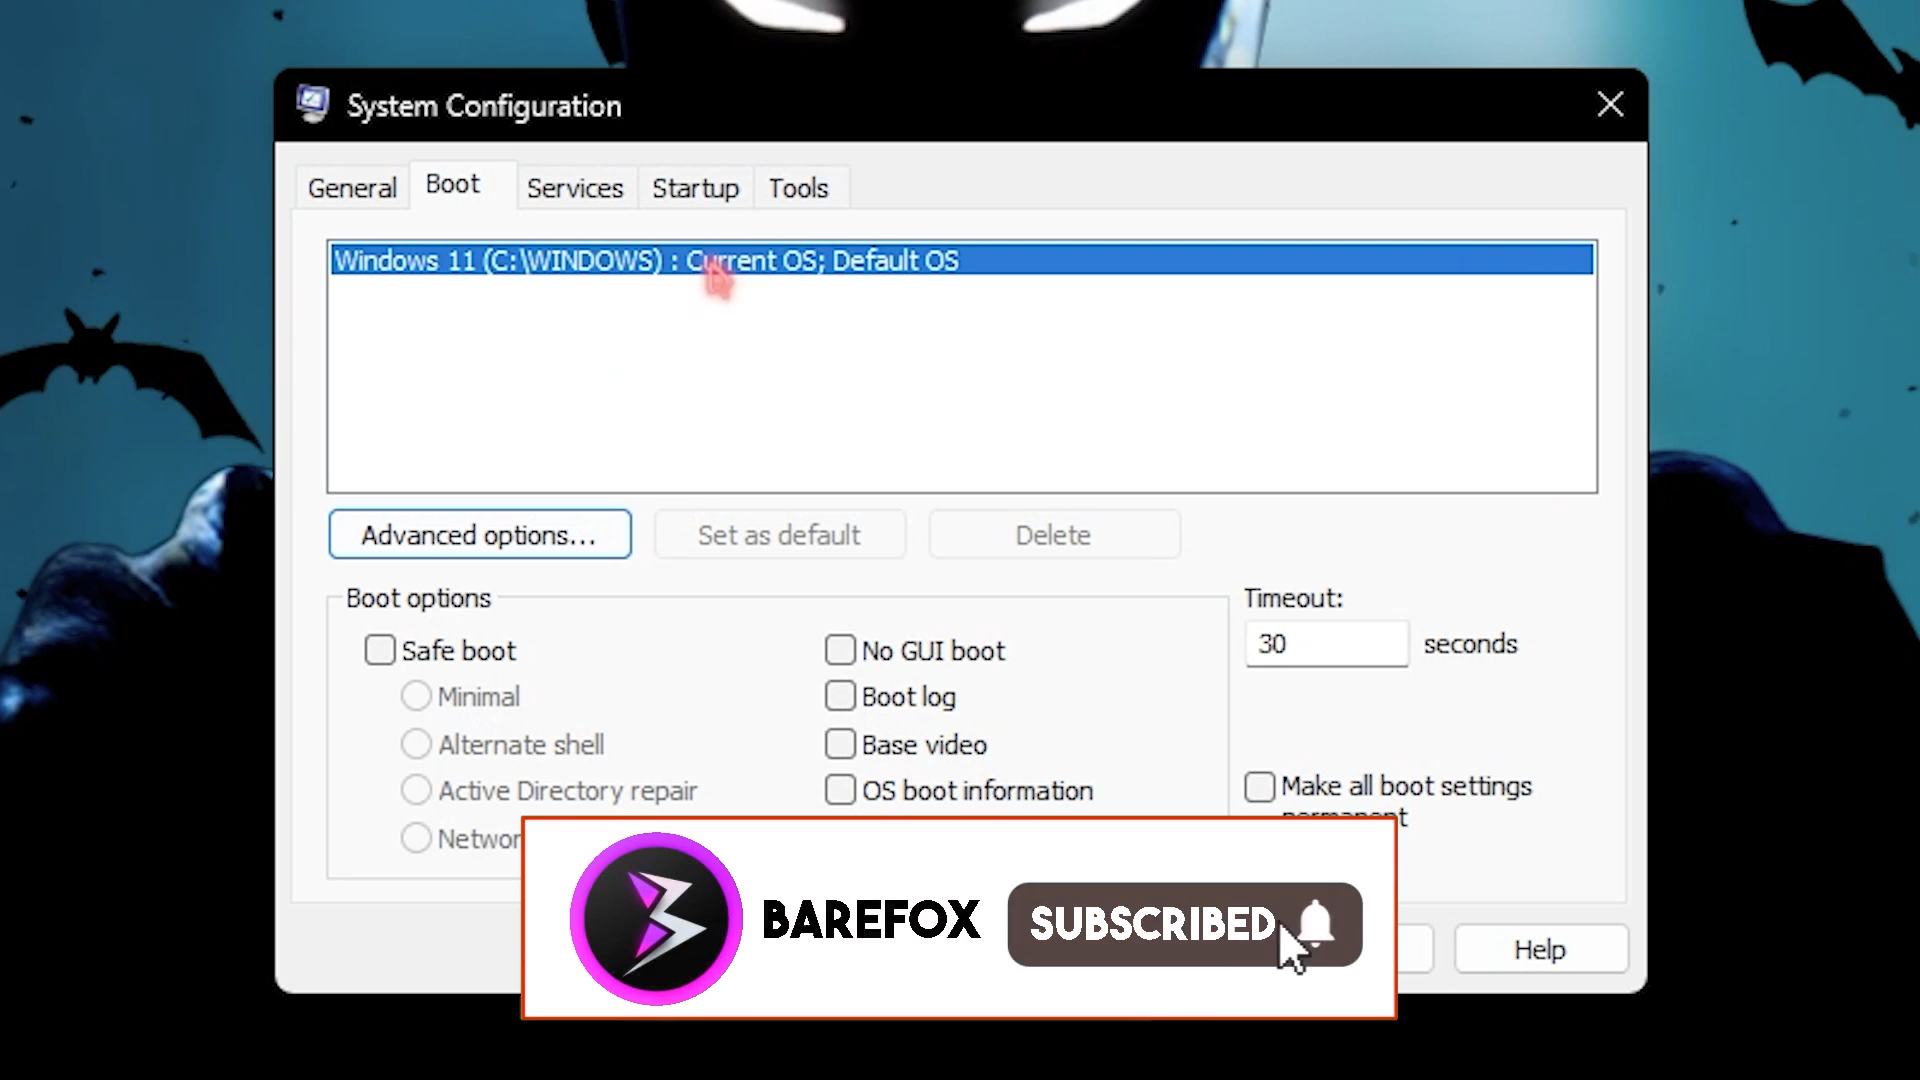 System Configuration
General Boot Services Startup Tools
Windows 11 (C:\WINDOWS) : Current OS; Default OS
Advanced options... Set as default Delete
Boot options
Timeout:
Safe boot
No GUI boot
30 seconds
Minimal
Boot log
Alternate shell
Base video
Active Directory repair
OS boot information
Make all boot settings
permanent
Networ
BAREFOX
SUBSCRIBED
Help